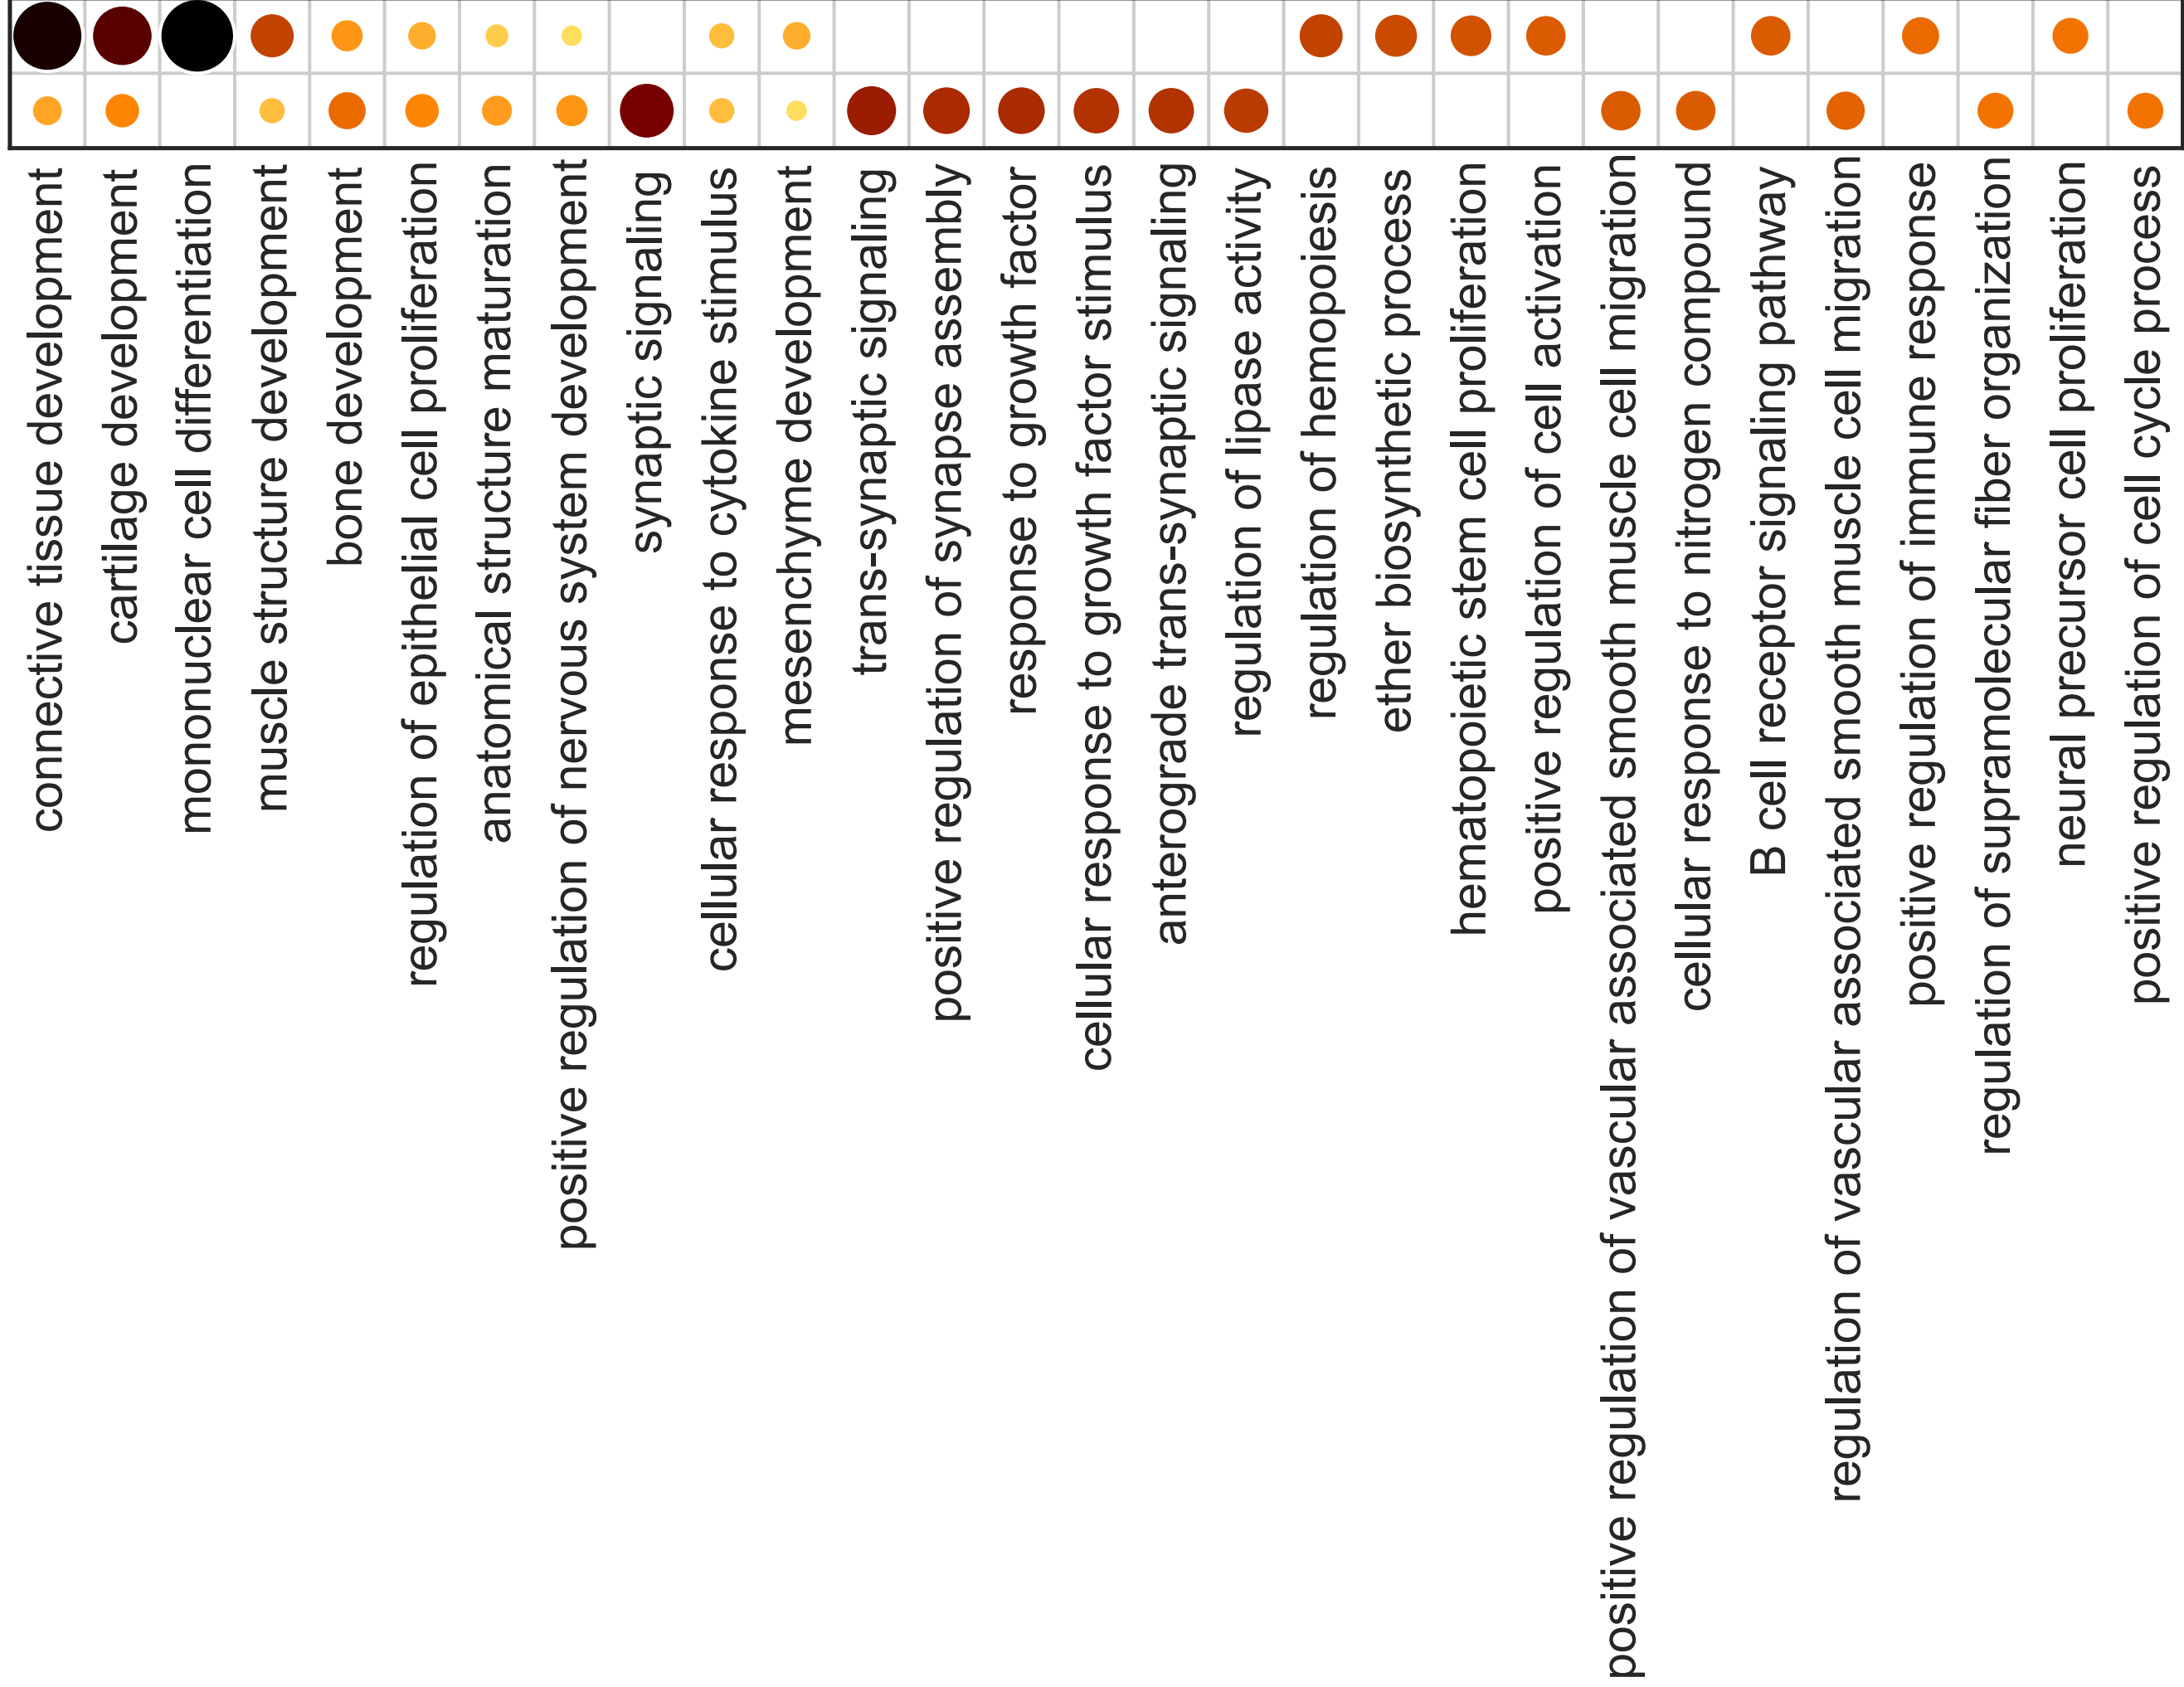 connective tissue development
cartilage development
mononuclear cell differentiation
muscle structure development
bone development
regulation of epithelial cell proliferation
anatomical structure maturation
positive regulation of nervous system development
synaptic signaling
cellular response to cytokine stimulus
mesenchyme development
trans-synaptic signaling
positive regulation of synapse assembly
response to growth factor
cellular response to growth factor stimulus
anterograde trans-synaptic signaling
regulation of lipase activity
regulation of hemopoiesis
ether biosynthetic process
hematopoietic stem cell proliferation
positive regulation of cell activation
positive regulation of vascular associated smooth muscle cell migration
cellular response to nitrogen compound
B cell receptor signaling pathway
regulation of vascular associated smooth muscle cell migration
positive regulation of immune response
regulation of supramolecular fiber organization
neural precursor cell proliferation
positive regulation of cell cycle process